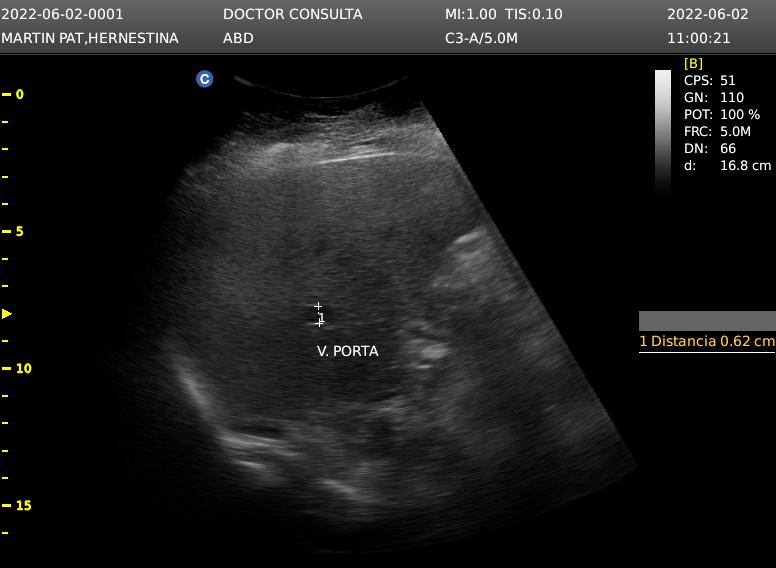 2022-06-02-0001 DOCTOR CONSULTA MI:1.00 TIS:0.10 2022-06-02
MARTIN PAT,HERNESTINA ABD C3-A/5.0M 11:00:21
C
[B]
CPS: 51
GN: 110
POT: 100 %
FRC: 5.0M
DN: 66
d: 16.8 cm
0
5
10
15
1
V. PORTA
1 Distancia 0.62 cm